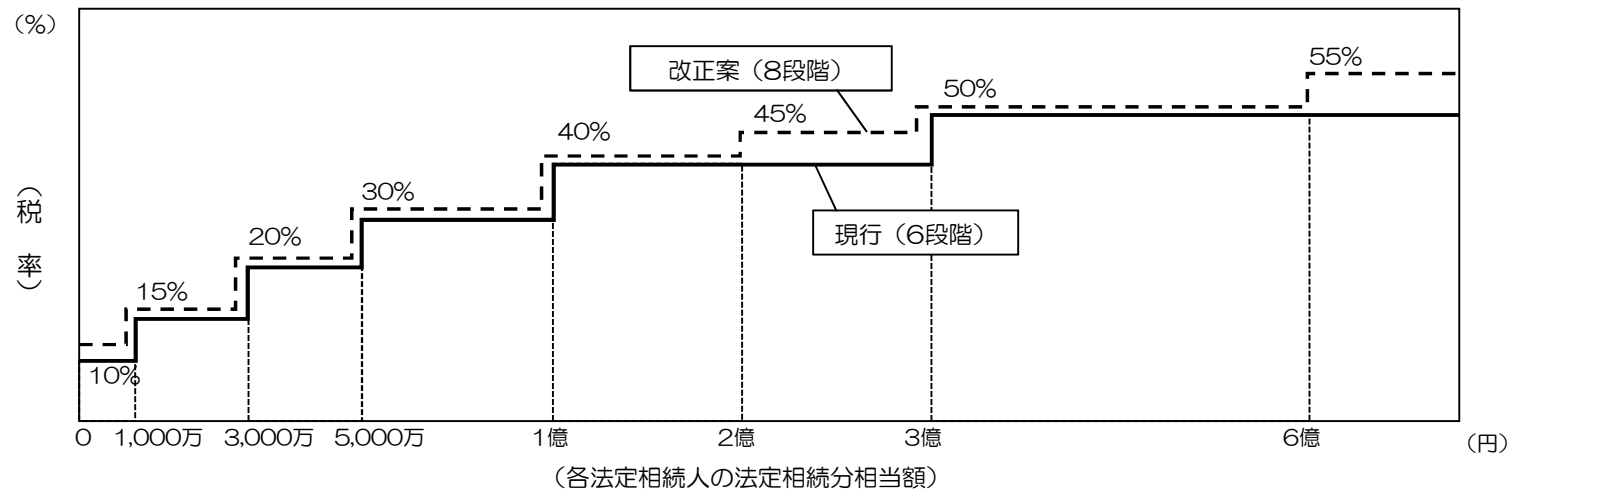 （%）
55%
改正案（8段階）
50%
45%
40%
30%
（税 率）
現行（6段階）
20%
15%
10%
0 1,000万 3,000万 5,000万 1億 2億 3億 6億 （円）
（各法定相続人の法定相続分相当額）